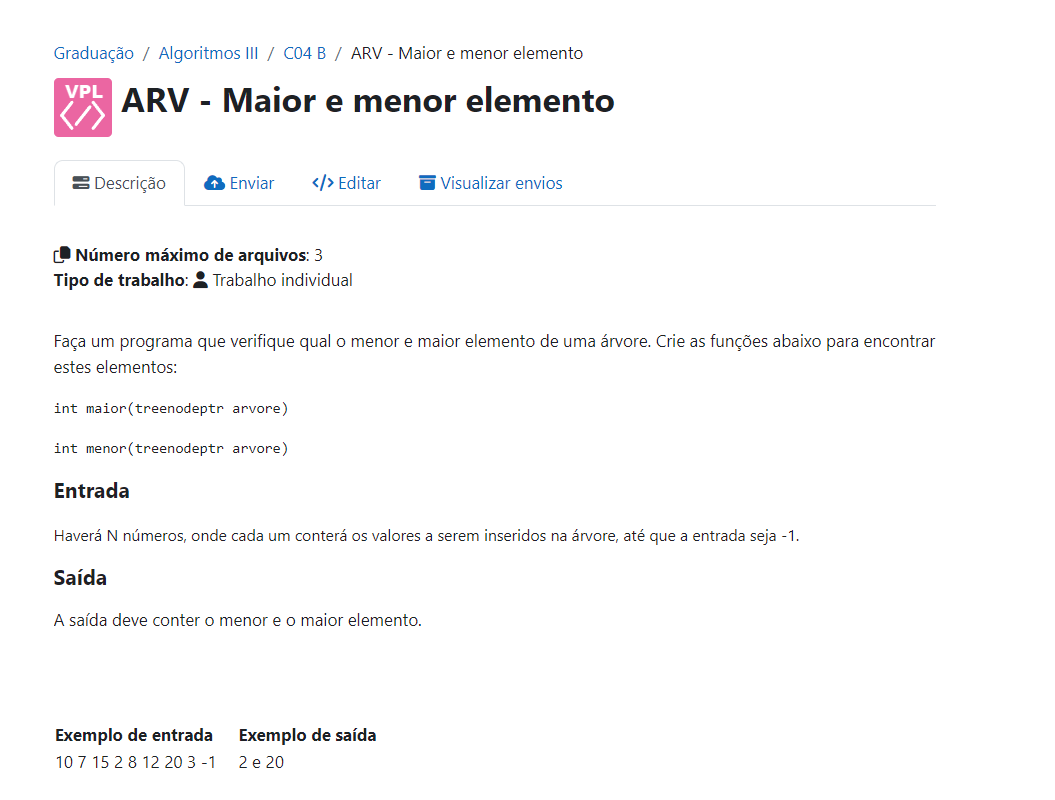 Graduação / Algoritmos III / C04 B / ARV - Maior e menor elemento
VPL
ARV - Maior e menor elemento
Descrição Enviar </> Editar Visualizar envios
Número máximo de arquivos: 3
Tipo de trabalho: Trabalho individual
Faça um programa que verifique qual o menor e maior elemento de uma árvore. Crie as funções abaixo para encontrar
estes elementos:
int maior(treenodeptr arvore)
int menor(treenodeptr arvore)
Entrada
Haverá N números, onde cada um conterá os valores a serem inseridos na árvore, até que a entrada seja -1.
Saída
A saída deve conter o menor e o maior elemento.
Exemplo de entrada Exemplo de saída
10 7 15 2 8 12 20 3 -1 2 e 20